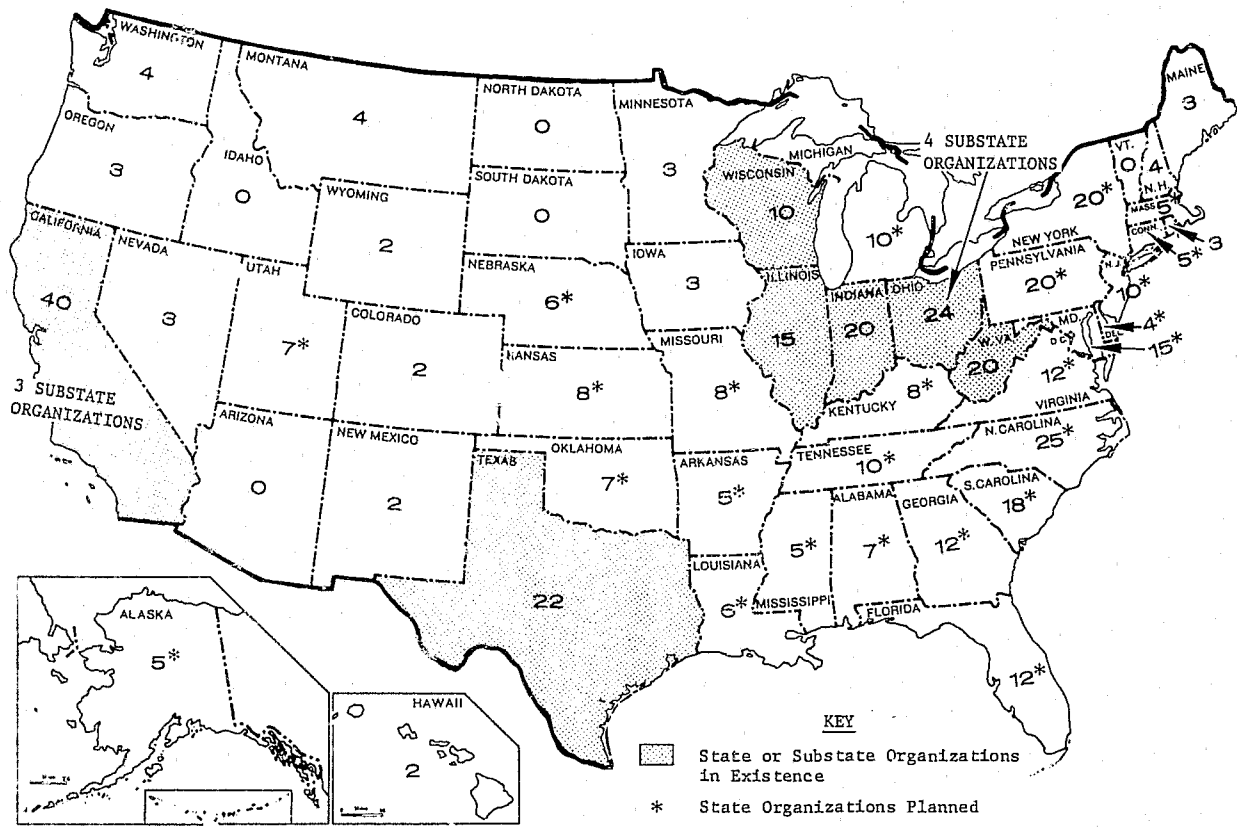 WASHINGTON
4
MONTANA
4
NORTH DAKOTA
0
MINNESOTA
3
MAINE
3
OREGON
3
IDAHO
0
SOUTH DAKOTA
0
WYOMING
2
WISCONSIN
10
MICHIGAN
10*
4 SUBSTATE
ORGANIZATIONS
VT.
0
4
N.H.
20*
NEW YORK
MASS
5*
CONN.
5*
3
CALIFORNIA
40
3 SUBSTATE
ORGANIZATIONS
NEVADA
3
UTAH
7*
COLORADO
2
NEBRASKA
6*
IOWA
3
ILLINOIS
15
INDIANA
20
OHIO
24
PENNSYLVANIA
20*
N.J.
10*
MD.
DEL
4*
15*
D.C.
W. VA
20
12*
VIRGINIA
KANSAS
8*
MISSOURI
8*
KENTUCKY
8*
ARIZONA
0
NEW MEXICO
2
TEXAS
22
OKLAHOMA
7*
ARKANSAS
5*
TENNESSEE
10*
N. CAROLINA
25*
S. CAROLINA
18*
GEORGIA
12*
ALABAMA
7*
MISSISSIPPI
5*
LOUISIANA
6*
FLORIDA
12*
ALASKA
5*
HAWAII
2
KEY
State or Substate Organizations
in Existence
* State Organizations Planned